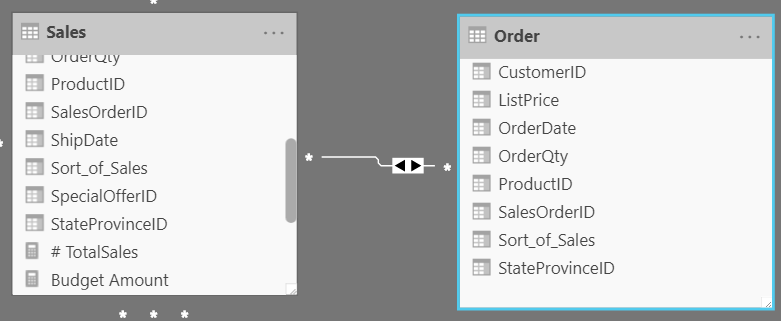 Sales
OrderQty
ProductID
SalesOrderID
ShipDate
Sort_of_Sales
SpecialOfferID
StateProvinceID
# TotalSales
Budget Amount
Order
CustomerID
ListPrice
OrderDate
OrderQty
ProductID
SalesOrderID
Sort_of_Sales
StateProvinceID